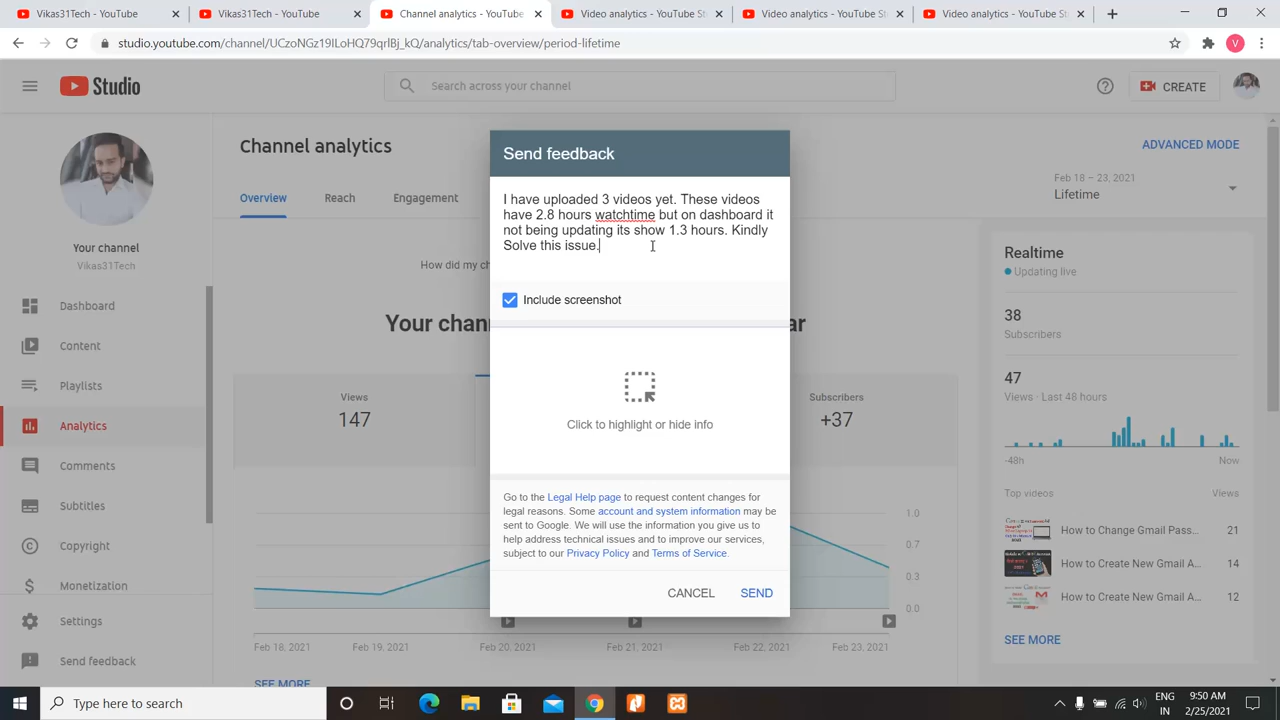 Vikas31Tech - YouTube
Vikas31Tech - YouTube
Channel analytics - YouTube
Video analytics - YouTube St
Video analytics - YouTube St
Video analytics - YouTube St
studio.youtube.com/channel/UCzoNGz19ILoHQ79qrlBj_kQ/analytics/tab-overview/period-lifetime
V
Studio
Search across your channel
CREATE
Your channel
Vikas31Tech
Dashboard
Content
Playlists
Analytics
Comments
Subtitles
Copyright
Monetization
Settings
Send feedback
Channel analytics
ADVANCED MODE
Overview
Reach
Engagement
Feb 18 – 23, 2021
Lifetime
How did my ch
Your chann
ar
Views
147
Subscribers
+37
1.0
0.7
0.3
0.0
Feb 18, 2021
Feb 19, 2021
Feb 20, 2021
Feb 21, 2021
Feb 22, 2021
Feb 23, 2021
SEE MORE
Send feedback
I have uploaded 3 videos yet. These videos
have 2.8 hours watchtime but on dashboard it
not being updating its show 1.3 hours. Kindly
Solve this issue.
Include screenshot
Click to highlight or hide info
Go to the Legal Help page to request content changes for
legal reasons. Some account and system information may be
sent to Google. We will use the information you give us to
help address technical issues and to improve our services,
subject to our Privacy Policy and Terms of Service.
CANCEL
SEND
Realtime
Updating live
38
Subscribers
47
Views · Last 48 hours
-48h
Now
Top videos
Views
How to Change Gmail Pass...
21
How to Create New Gmail A...
14
How to Create New Gmail A...
12
SEE MORE
Type here to search
ENG
IN
9:50 AM
2/25/2021